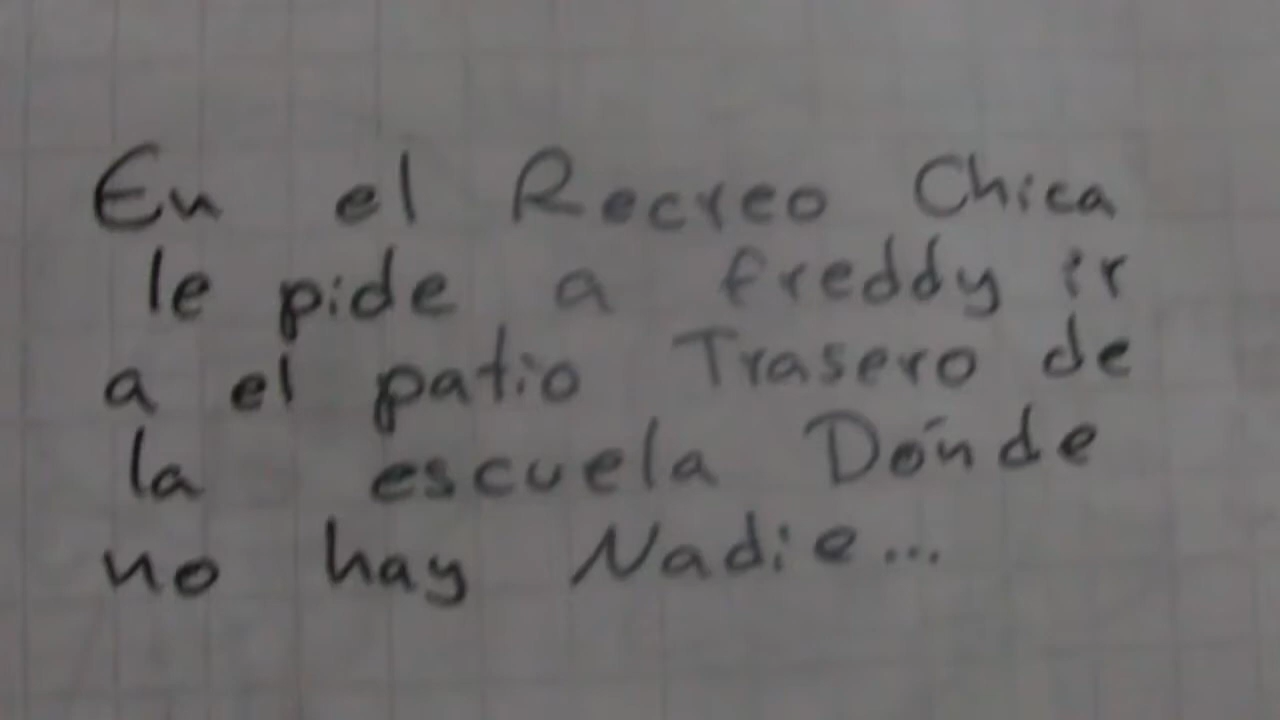 En el Recreo Chica
le pide a freddy ir
a el patio Trasero de
la escuela Dónde
no hay Nadie...